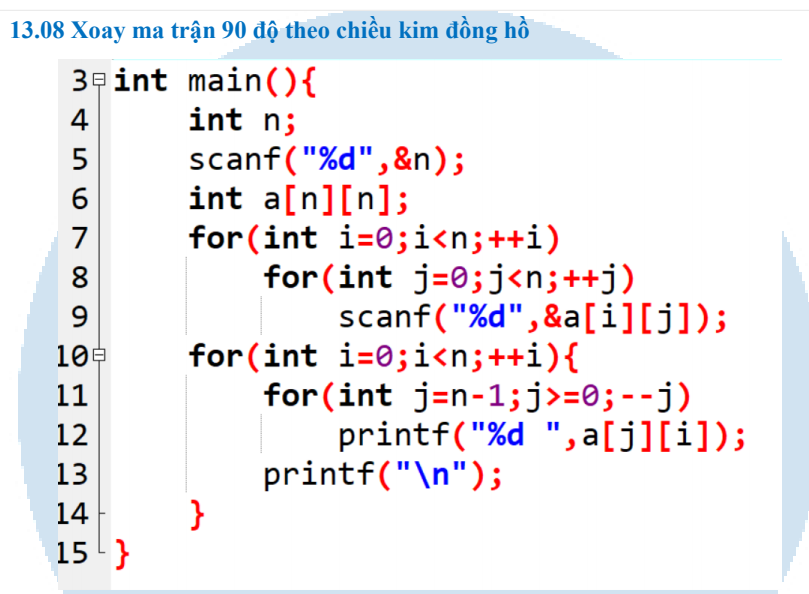 13.08 Xoay ma trận 90 độ theo chiều kim đồng hồ
3 int main(){
4     int n;
5     scanf("%d",&n);
6     int a[n][n];
7     for(int i=0;i<n;++i)
8         for(int j=0;j<n;++j)
9             scanf("%d",&a[i][j]);
10     for(int i=0;i<n;++i){
11         for(int j=n-1;j>=0;--j)
12             printf("%d ",a[j][i]);
13         printf("\n");
14     }
15 }